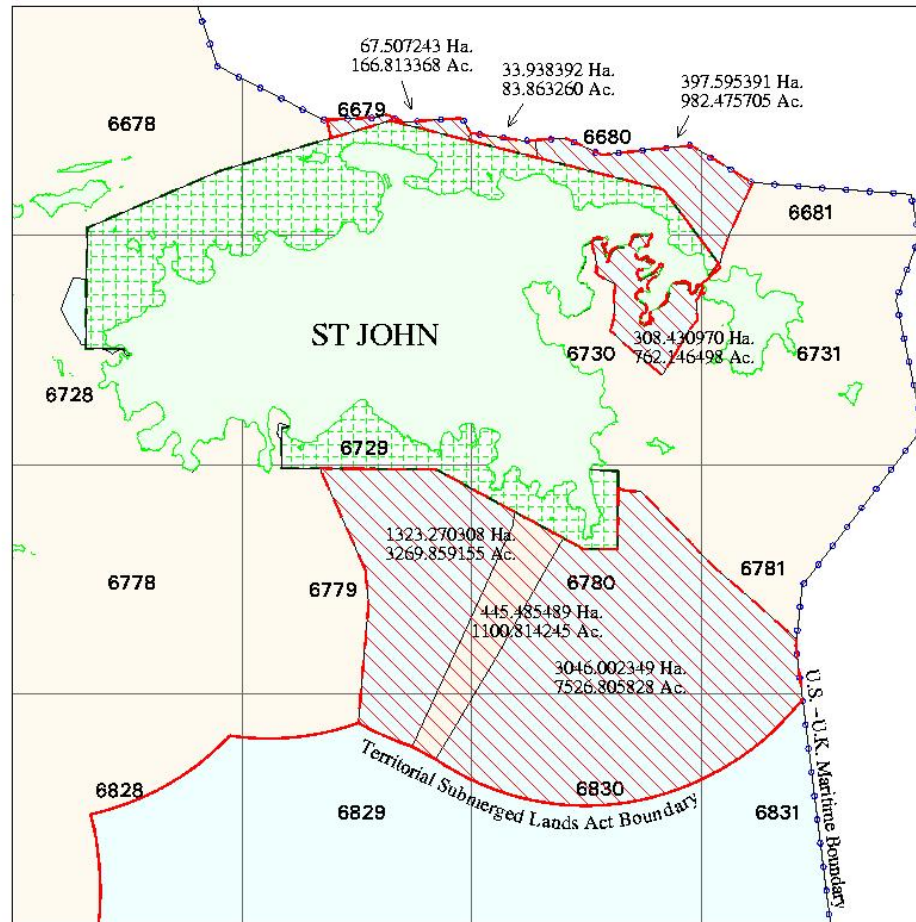 67.507243 Ha.
166.813368 Ac.
33.938392 Ha.
83.863260 Ac.
397.595391 Ha.
982.475705 Ac.
6678
6679
6680
6681
ST JOHN
308.430970 Ha.
762.146498 Ac.
6730
6731
6728
6729
1323.270308 Ha.
3269.859155 Ac.
6778
6779
6780
6781
445.485489 Ha.
1100.814245 Ac.
3046.002349 Ha.
7526.805828 Ac.
U.S. - U.K. Maritime Boundary
Territorial Submerged Lands Act Boundary
6828
6829
6830
6831